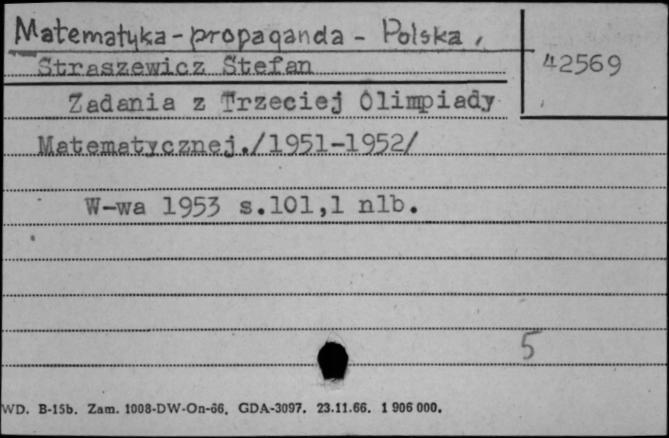 Matematyka - propaganda - Polska,
Straszewicz Stefan
42569
Zadania z Trzeciej Olimpiady
Matematycznej./1951-1952/
W-wa 1953 s.101,1 nlb.
5
WD. B-15b. Zam. 1008-DW-On-66. GDA-3097. 23.11.66. 1 906 000.